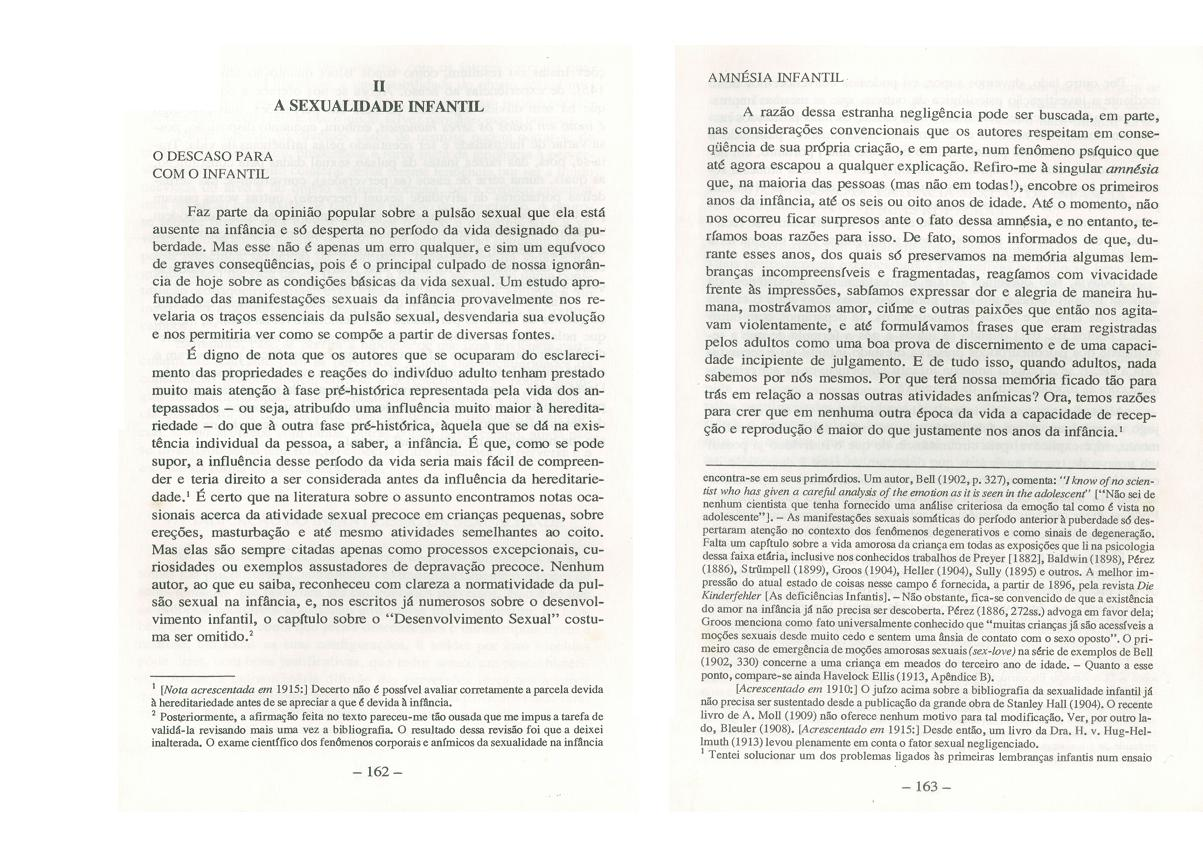 II
A SEXUALIDADE INFANTIL
O DESCASO PARA
COM O INFANTIL
Faz parte da opinião popular sobre a pulsão sexual que ela está
ausente na infância e só desperta no período da vida designado da pu-
berdade. Mas esse não é apenas um erro qualquer, e sim um equívoco
de graves conseqüências, pois é o principal culpado de nossa ignorân-
cia de hoje sobre as condições básicas da vida sexual. Um estudo apro-
fundado das manifestações sexuais da infância provavelmente nos re-
velaria os traços essenciais da pulsão sexual, desvendaria sua evolução
e nos permitiria ver como se compõe a partir de diversas fontes.
É digno de nota que os autores que se ocuparam do esclareci-
mento das propriedades e reações do indivíduo adulto tenham prestado
muito mais atenção à fase pré-histórica representada pela vida dos an-
tepassados – ou seja, atribuído uma influência muito maior à heredita-
riedade – do que à outra fase pré-histórica, àquela que se dá na exis-
tência individual da pessoa, a saber, a infância. É que, como se pode
supor, a influência desse período da vida seria mais fácil de compreen-
der e teria direito a ser considerada antes da influência da hereditarie-
dade.¹ É certo que na literatura sobre o assunto encontramos notas oca-
sionais acerca da atividade sexual precoce em crianças pequenas, sobre
ereções, masturbação e até mesmo atividades semelhantes ao coito.
Mas elas são sempre citadas apenas como processos excepcionais, cu-
riosidades ou exemplos assustadores de depravação precoce. Nenhum
autor, ao que eu saiba, reconheceu com clareza a normatividade da pul-
são sexual na infância, e, nos escritos já numerosos sobre o desenvol-
vimento infantil, o capítulo sobre o “Desenvolvimento Sexual” costu-
ma ser omitido.²
¹ [Nota acrescentada em 1915:] Decerto não é possível avaliar corretamente a parcela devida
à hereditariedade antes de se apreciar a que é devida à infância.
² Posteriormente, a afirmação feita no texto pareceu-me tão ousada que me impus a tarefa de
validá-la revisando mais uma vez a bibliografia. O resultado dessa revisão foi que a deixei
inalterada. O exame científico dos fenômenos corporais e anímicos da sexualidade na infância
– 162 –
AMNÉSIA INFANTIL
A razão dessa estranha negligência pode ser buscada, em parte,
nas considerações convencionais que os autores respeitam em conse-
qüência de sua própria criação, e em parte, num fenômeno psíquico que
até agora escapou a qualquer explicação. Refiro-me à singular amnésia
que, na maioria das pessoas (mas não em todas!), encobre os primeiros
anos da infância, até os seis ou oito anos de idade. Até o momento, não
nos ocorreu ficar surpresos ante o fato dessa amnésia, e no entanto, te-
ríamos boas razões para isso. De fato, somos informados de que, du-
rante esses anos, dos quais só preservamos na memória algumas lem-
branças incompreensíveis e fragmentadas, reagíamos com vivacidade
frente às impressões, sabíamos expressar dor e alegria de maneira hu-
mana, mostrávamos amor, ciúme e outras paixões que então nos agita-
vam violentamente, e até formulávamos frases que eram registradas
pelos adultos como uma boa prova de discernimento e de uma capaci-
dade incipiente de julgamento. E de tudo isso, quando adultos, nada
sabemos por nós mesmos. Por que terá nossa memória ficado tão para
trás em relação a nossas outras atividades anímicas? Ora, temos razões
para crer que em nenhuma outra época da vida a capacidade de recep-
ção e reprodução é maior do que justamente nos anos da infância.¹
encontra-se em seus primórdios. Um autor, Bell (1902, p. 327), comenta: “I know of no scien-
tist who has given a careful analysis of the emotion as it is seen in the adolescent” [“Não sei de
nenhum cientista que tenha fornecido uma análise criteriosa da emoção tal como é vista no
adolescente”]. – As manifestações sexuais somáticas do período anterior à puberdade só des-
pertaram atenção no contexto dos fenômenos degenerativos e como sinais de degeneração.
Falta um capítulo sobre a vida amorosa da criança em todas as exposições que li na psicologia
dessa faixa etária, inclusive nos conhecidos trabalhos de Preyer [1882], Baldwin (1898), Pérez
(1886), Strümpell (1899), Groos (1904), Heller (1904), Sully (1895) e outros. A melhor im-
pressão do atual estado de coisas nesse campo é fornecida, a partir de 1896, pela revista Die
Kinderfehler [As deficiências Infantis]. – Não obstante, fica-se convencido de que a existência
do amor na infância já não precisa ser descoberta. Pérez (1886, 272ss.) advoga em favor dela;
Groos menciona como fato universalmente conhecido que “muitas crianças já são acessíveis a
moções sexuais desde muito cedo e sentem uma ânsia de contato com o sexo oposto”. O pri-
meiro caso de emergência de moções amorosas sexuais (sex-love) na série de exemplos de Bell
(1902, 330) concerne a uma criança em meados do terceiro ano de idade. – Quanto a esse
ponto, compare-se ainda Havelock Ellis (1913, Apêndice B).
[Acrescentado em 1910:] O juízo acima sobre a bibliografia da sexualidade infantil já
não precisa ser sustentado desde a publicação da grande obra de Stanley Hall (1904). O recente
livro de A. Moll (1909) não oferece nenhum motivo para tal modificação. Ver, por outro la-
do, Bleuler (1908). [Acrescentado em 1915:] Desde então, um livro da Dra. H. v. Hug-Hel-
lmuth (1913) levou plenamente em conta o fator sexual negligenciado.
¹ Tentei solucionar um dos problemas ligados às primeiras lembranças infantis num ensaio
– 163 –